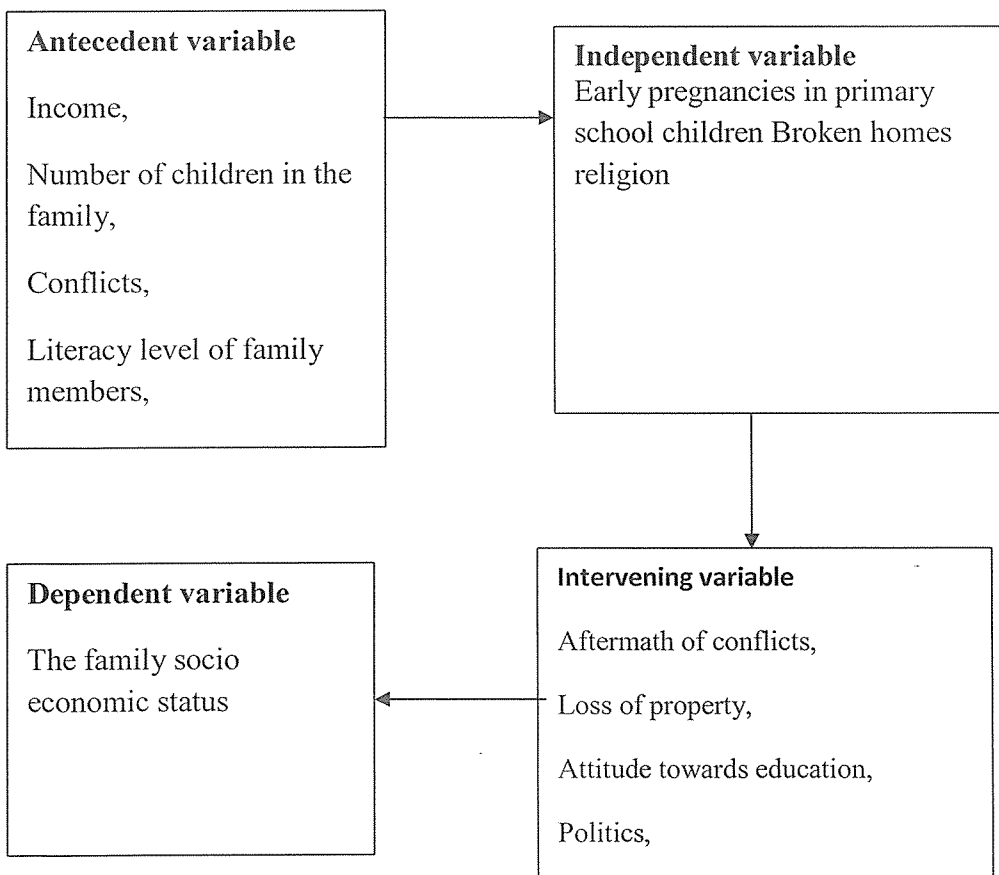 Antecedent variable
Income,
Number of children in the
family,
Conflicts,
Literacy level of family
members,
Independent variable
Early pregnancies in primary
school children Broken homes
religion
Dependent variable
The family socio
economic status
Intervening variable
Aftermath of conflicts,
Loss of property,
Attitude towards education,
Politics,